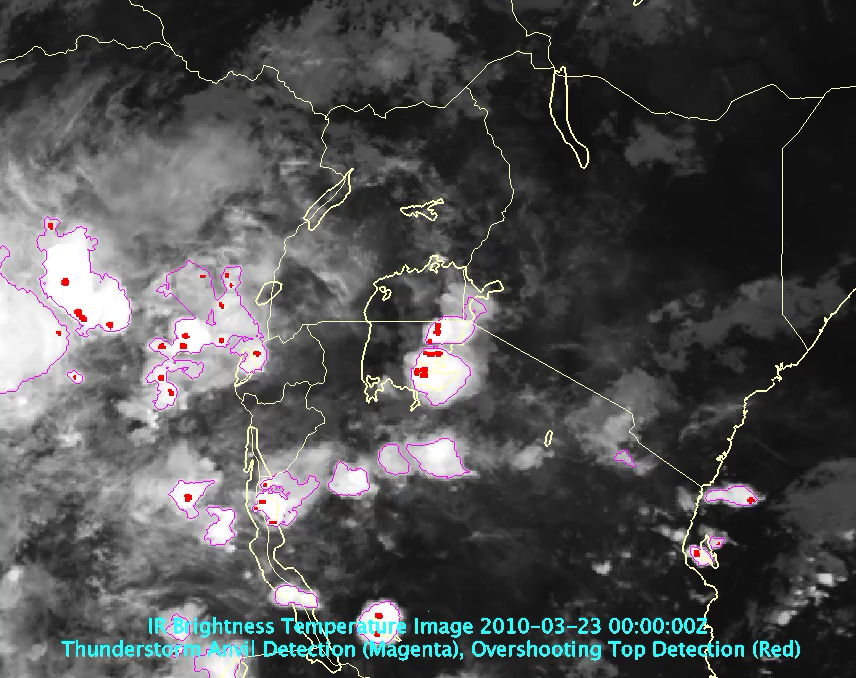 IR Brightness Temperature Image 2010-03-23 00:00:00Z
Thunderstorm Anvil Detection (Magenta), Overshooting Top Detection (Red)